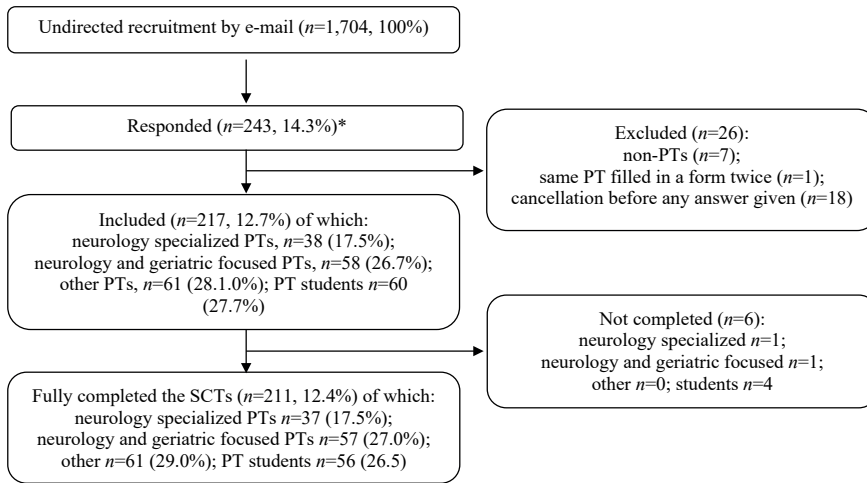 Undirected recruitment by e-mail (n=1,704, 100%)
Responded (n=243, 14.3%)*
Excluded (n=26):
non-PTs (n=7);
same PT filled in a form twice (n=1);
cancellation before any answer given (n=18)
Included (n=217, 12.7%) of which:
neurology specialized PTs, n=38 (17.5%);
neurology and geriatric focused PTs, n=58 (26.7%);
other PTs, n=61 (28.1.0%); PT students n=60
(27.7%)
Not completed (n=6):
neurology specialized n=1;
neurology and geriatric focused n=1;
other n=0; students n=4
Fully completed the SCTs (n=211, 12.4%) of which:
neurology specialized PTs n=37 (17.5%);
neurology and geriatric focused PTs n=57 (27.0%);
other n=61 (29.0%); PT students n=56 (26.5)